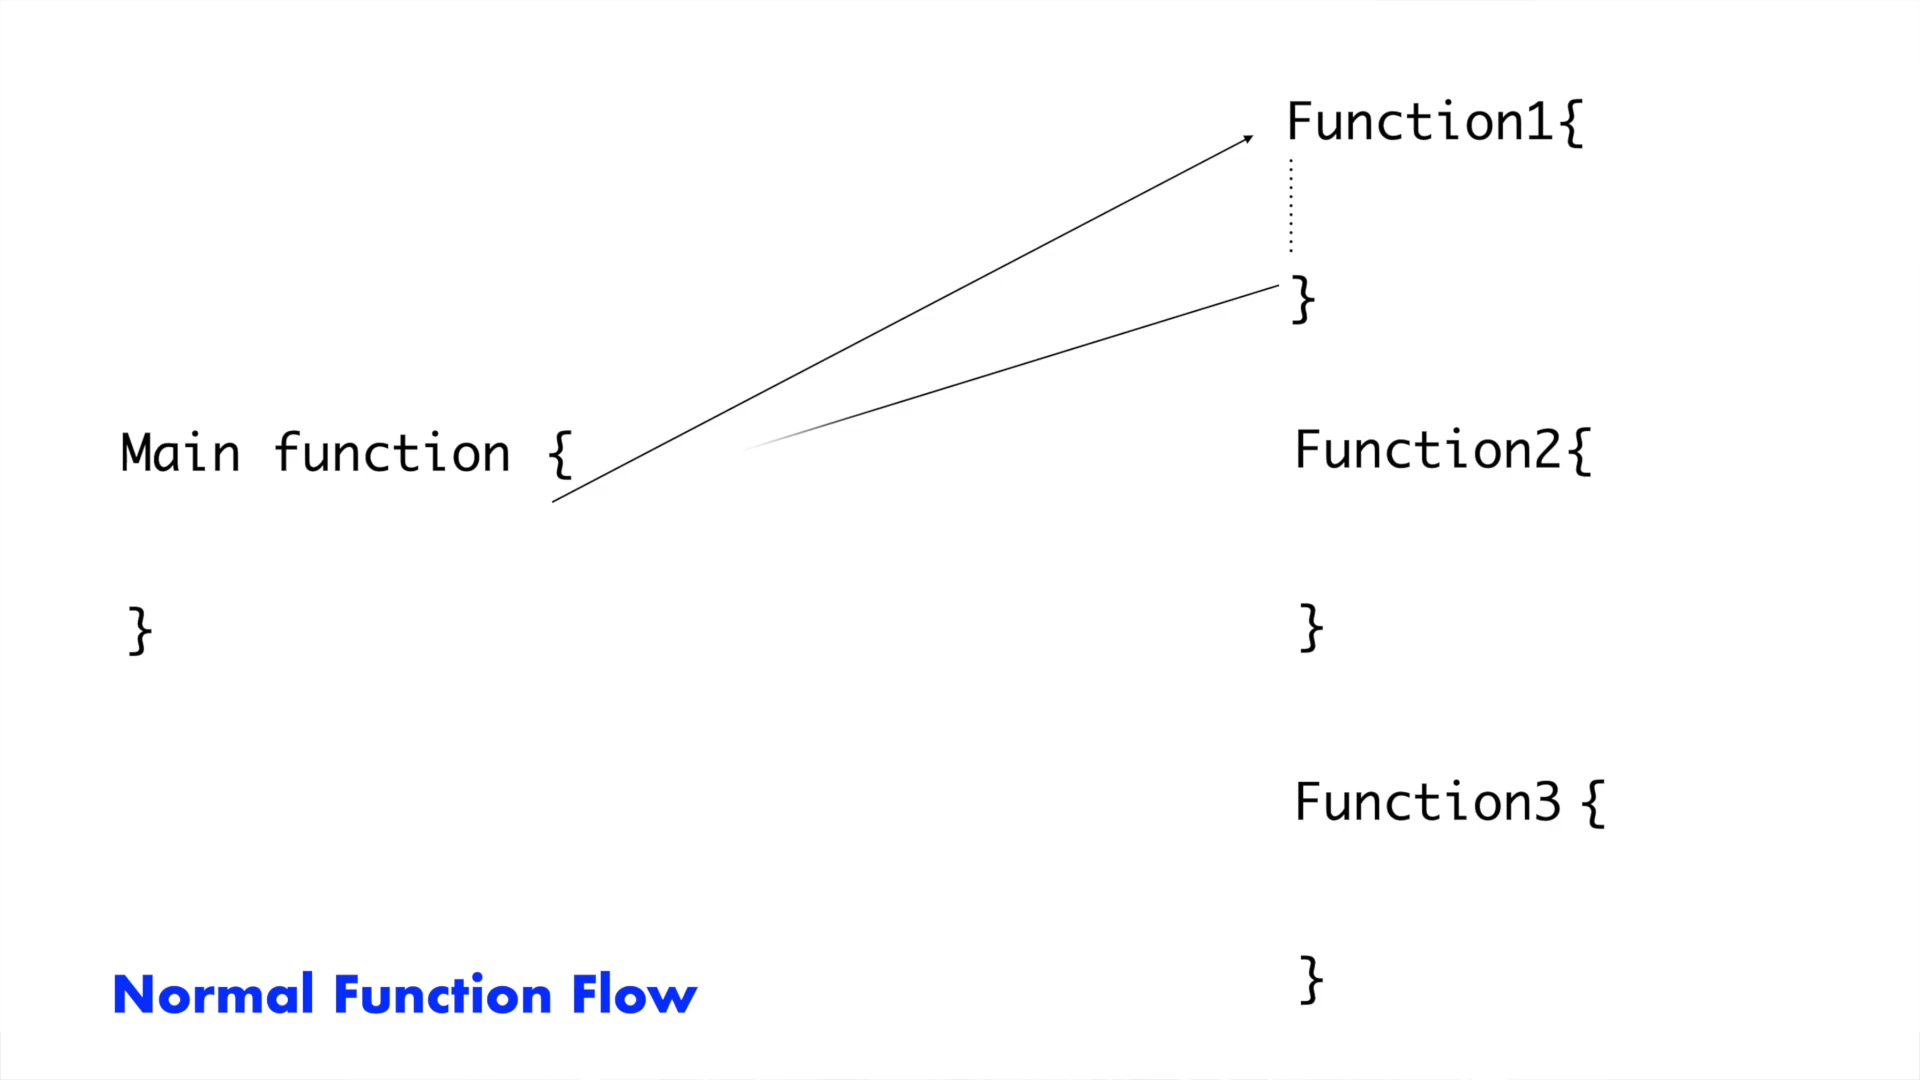 Main function {
}
Function1{
}
Function2{
}
Function3 {
}
Normal Function Flow